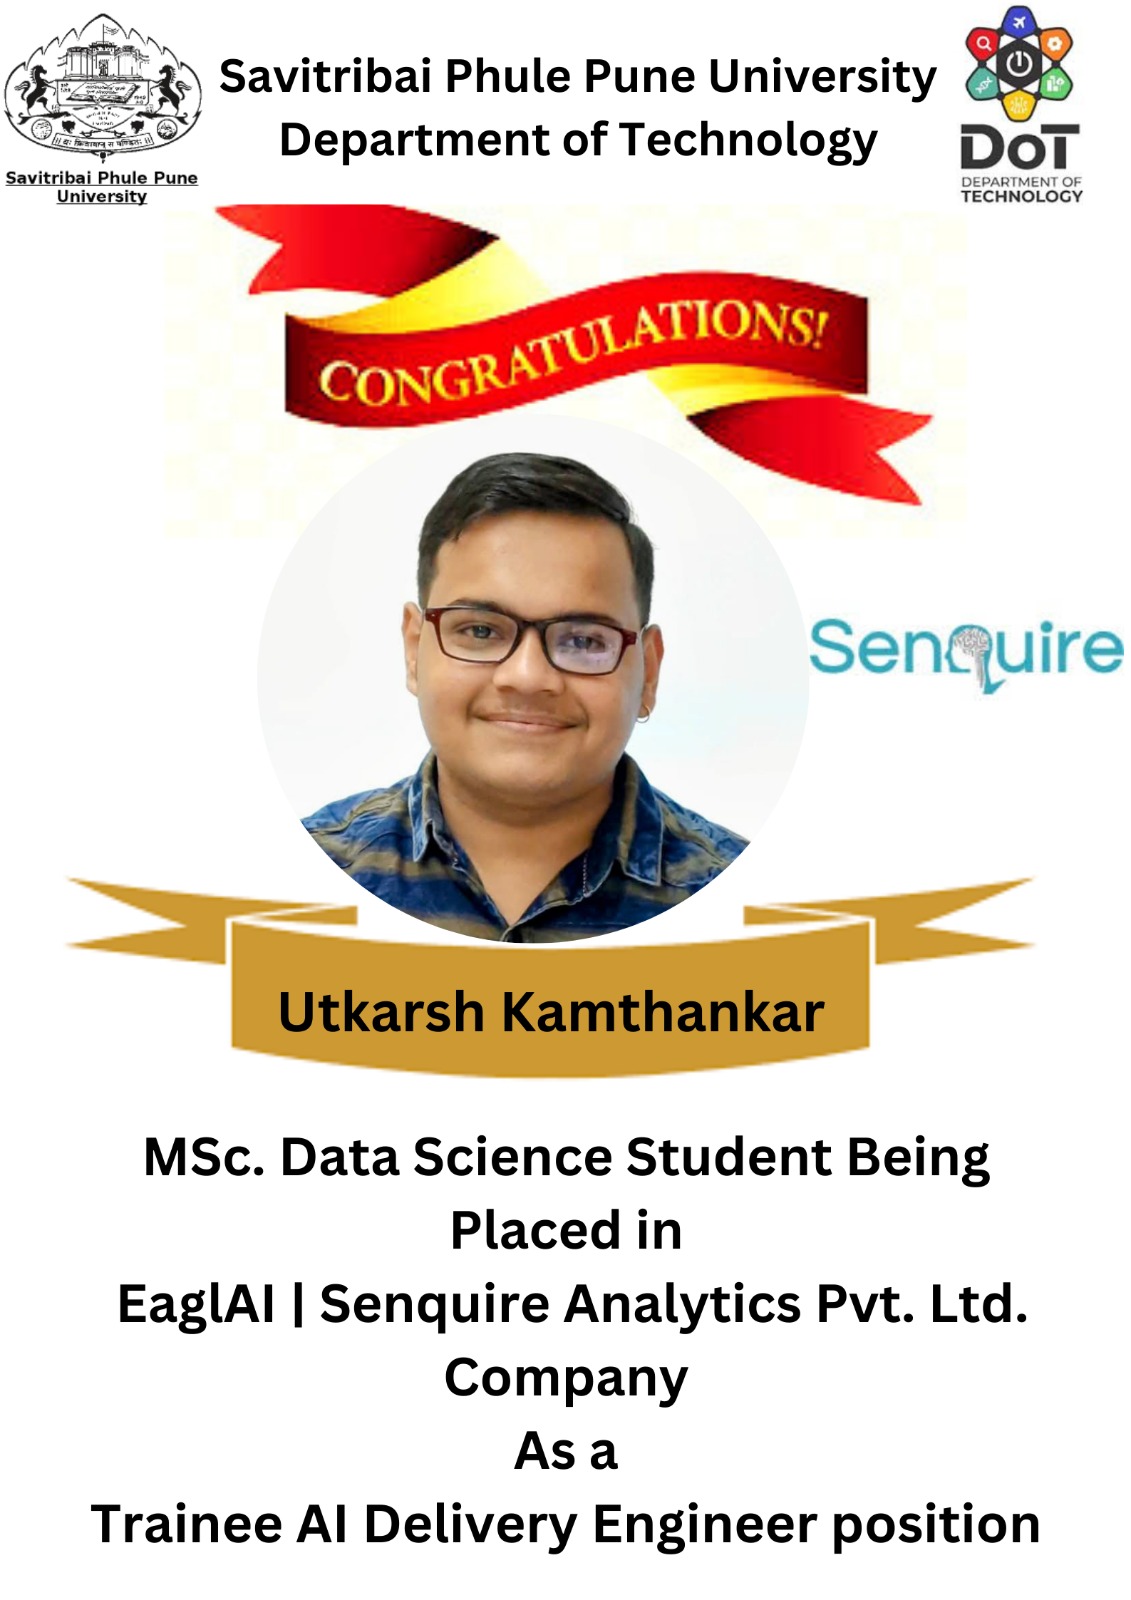 Savitribai Phule Pune University
Department of Technology
Savitribai Phule Pune
University
DoT
DEPARTMENT OF
TECHNOLOGY
CONGRATULATIONS!
Senquire
Utkarsh Kamthankar
MSc. Data Science Student Being
Placed in
EaglAI | Senquire Analytics Pvt. Ltd.
Company
As a
Trainee AI Delivery Engineer position